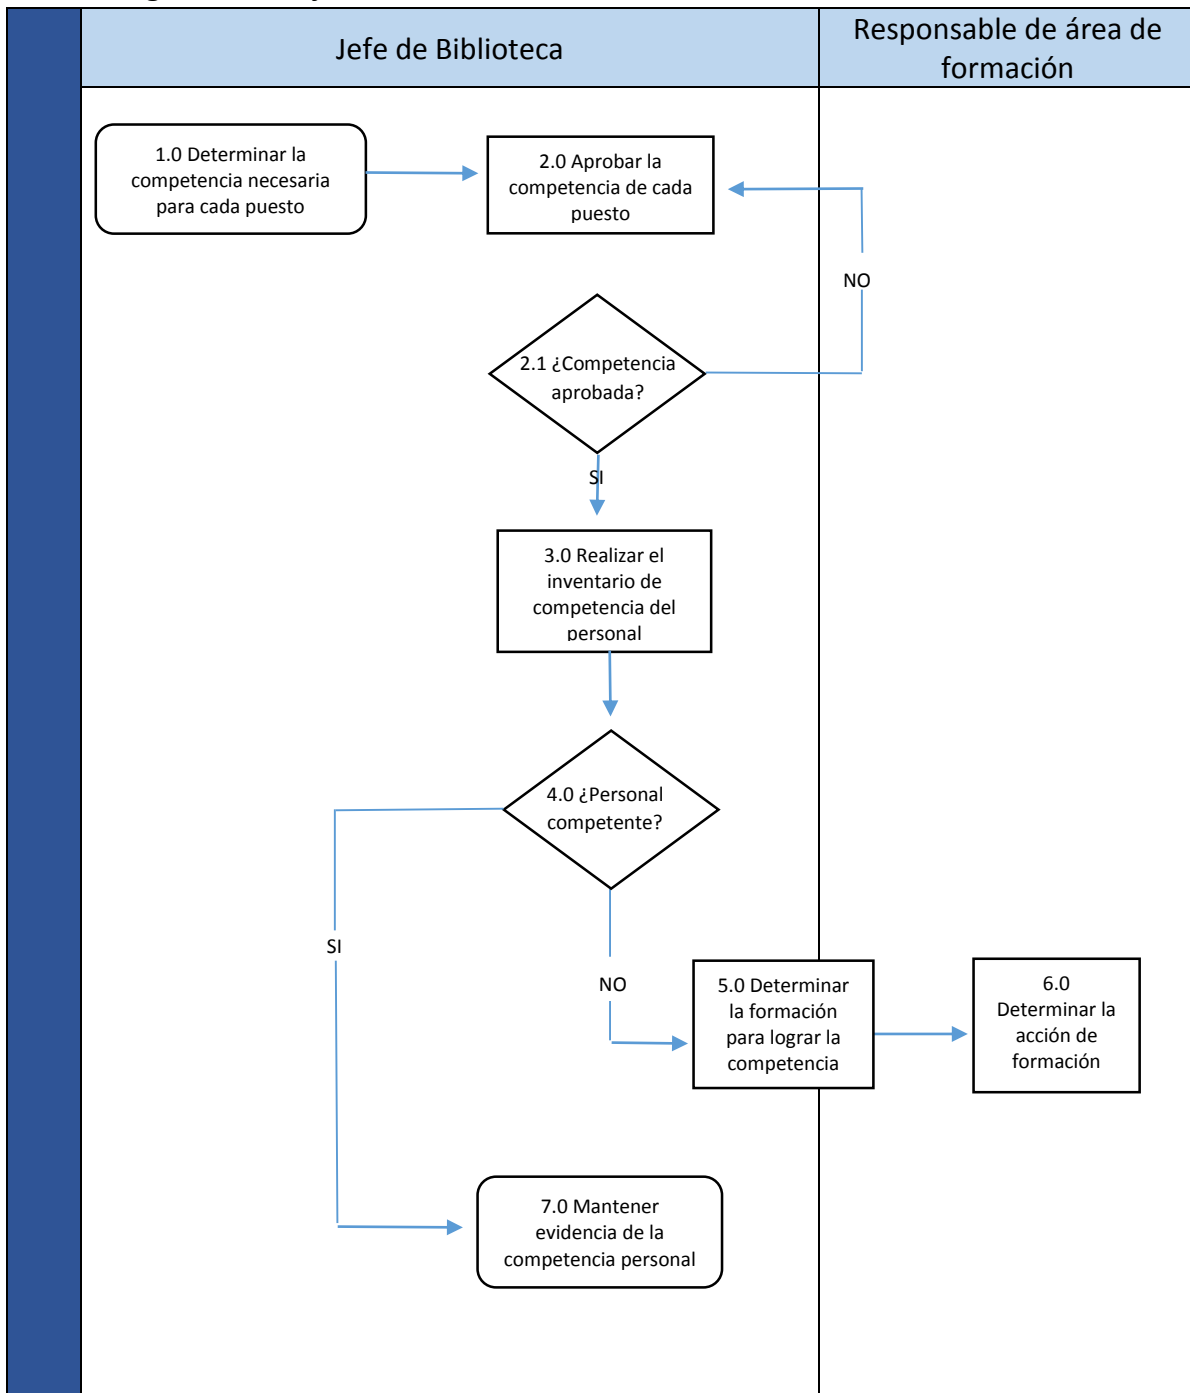 Jefe de Biblioteca
Responsable de área de
formación
1.0 Determinar la
competencia necesaria
para cada puesto
2.0 Aprobar la
competencia de cada
puesto
NO
2.1 ¿Competencia
aprobada?
SI
3.0 Realizar el
inventario de
competencia del
personal
4.0 ¿Personal
competente?
SI
NO
5.0 Determinar
la formación
para lograr la
competencia
6.0
Determinar la
acción de
formación
7.0 Mantener
evidencia de la
competencia personal